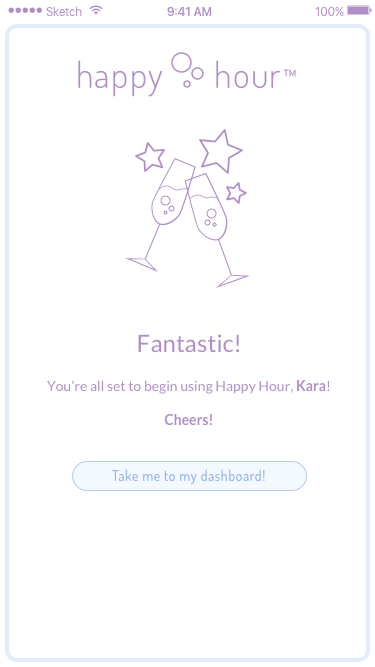 Sketch 9:41 AM 100%
happy hour™
Fantastic!
You're all set to begin using Happy Hour, Kara!
Cheers!
Take me to my dashboard!